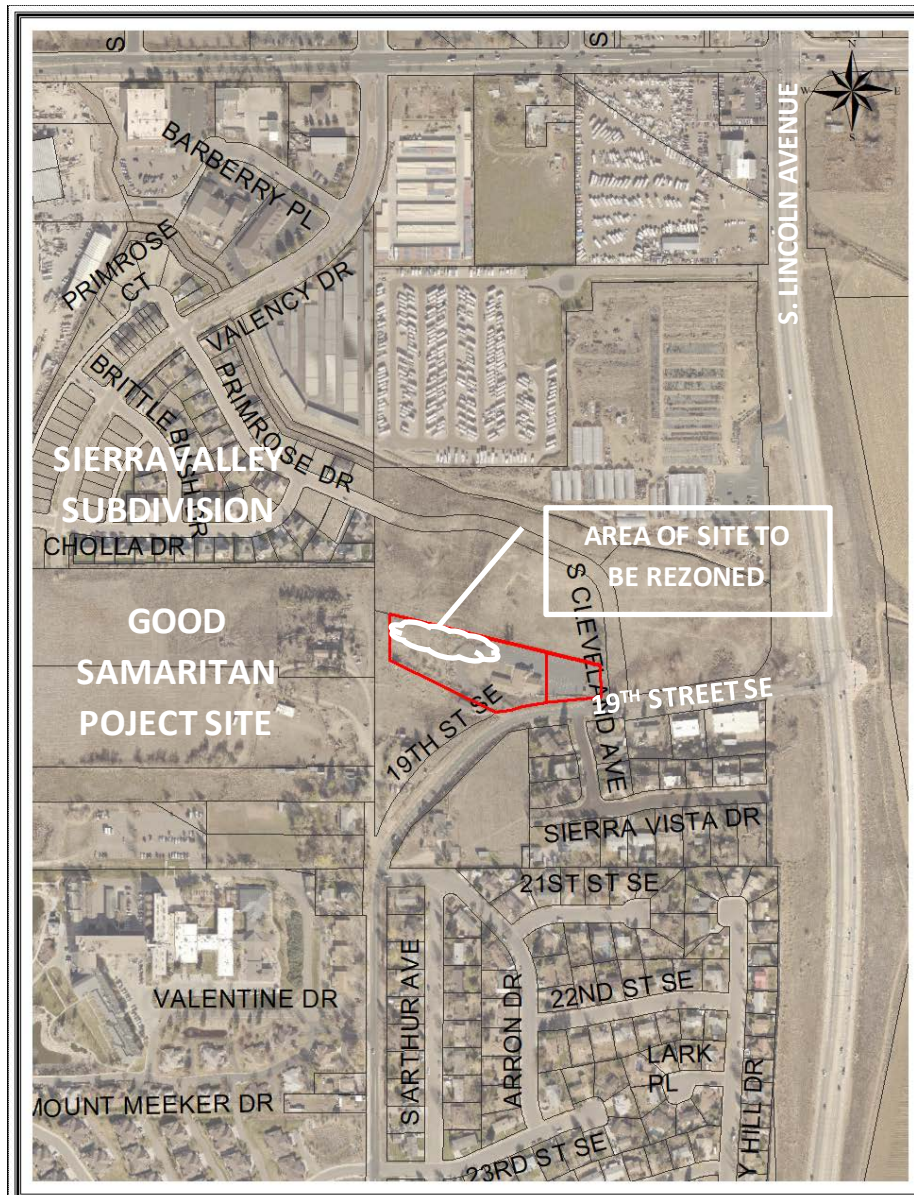 S
S
N
W
E
S
S. LINCOLN AVENUE
BARBERRY PL
PRIMROSE
CT
VALENCY DR
BRITTLEBUSH DR
PRIMROSE DR
SIERRAVALLEY
SUBDIVISION
CHOLLA DR
AREA OF SITE TO
BE REZONED
S CLEVELAND AVE
GOOD
SAMARITAN
POJECT SITE
19TH ST SE
19TH STREET SE
SIERRA VISTA DR
21ST ST SE
S ARTHUR AVE
ARRON DR
22ND ST SE
VALENTINE DR
LARK
PL
MOUNT MEEKER DR
Y HILL DR
23RD ST SE